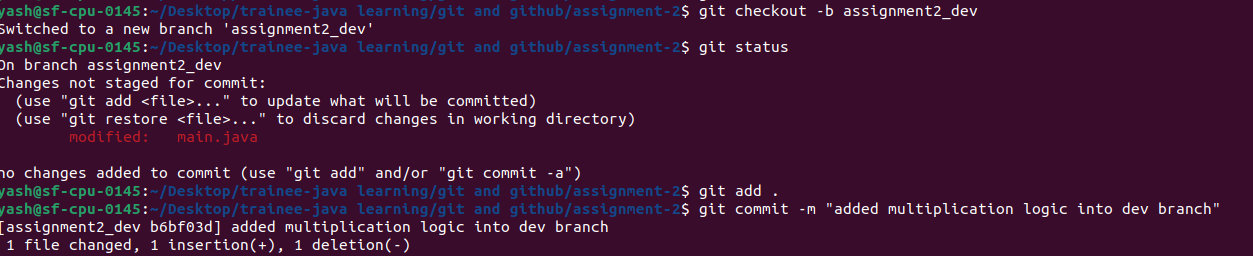 yash@sf-cpu-0145:~/Desktop/trainee-java learning/git and github/assignment-2$ git checkout -b assignment2_dev
Switched to a new branch 'assignment2_dev'
yash@sf-cpu-0145:~/Desktop/trainee-java learning/git and github/assignment-2$ git status
On branch assignment2_dev
Changes not staged for commit:
  (use "git add <file>..." to update what will be committed)
  (use "git restore <file>..." to discard changes in working directory)
        modified:   main.java

no changes added to commit (use "git add" and/or "git commit -a")
yash@sf-cpu-0145:~/Desktop/trainee-java learning/git and github/assignment-2$ git add .
yash@sf-cpu-0145:~/Desktop/trainee-java learning/git and github/assignment-2$ git commit -m "added multiplication logic into dev branch"
[assignment2_dev b6bf03d] added multiplication logic into dev branch
 1 file changed, 1 insertion(+), 1 deletion(-)